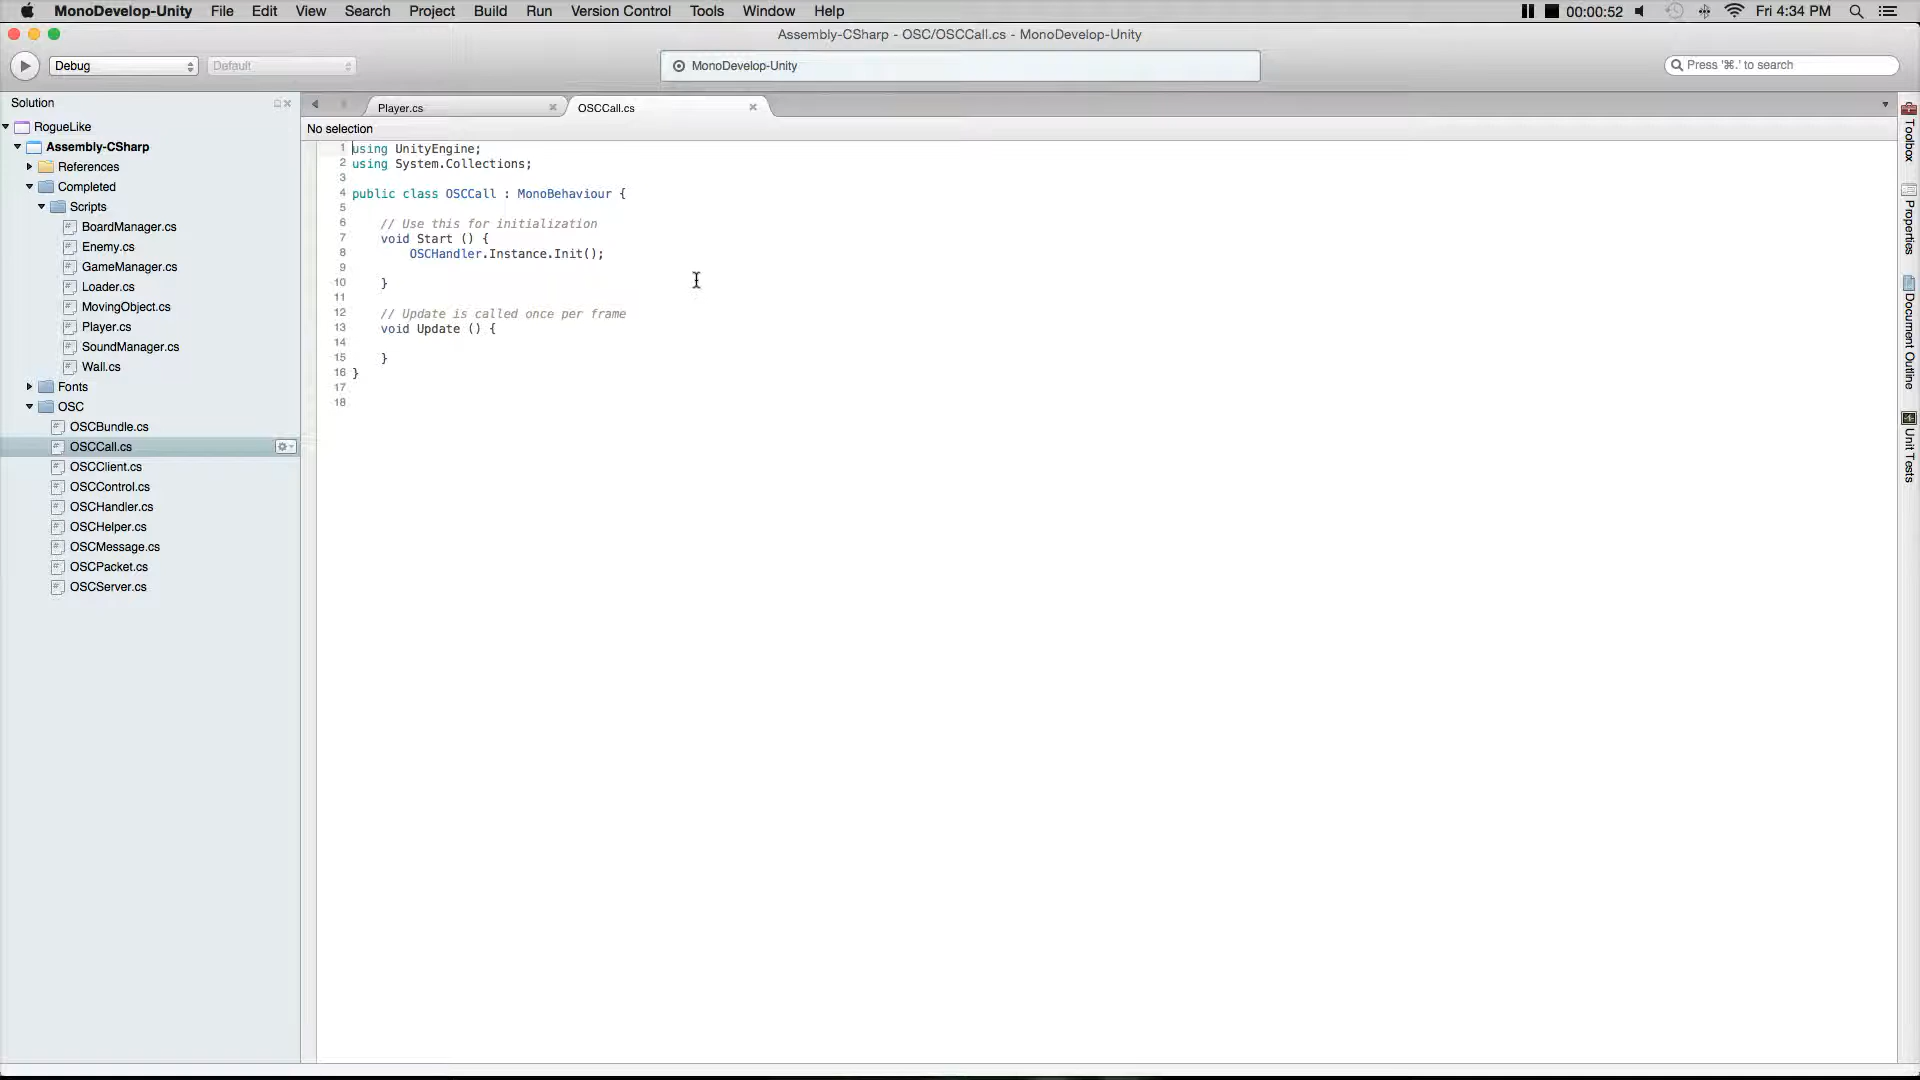 MonoDevelop-Unity File Edit View Search Project Build Run Version Control Tools Window Help 00:00:52 Fri 4:34 PM
Assembly-CSharp - OSC/OSCCall.cs - MonoDevelop-Unity
Debug Default MonoDevelop-Unity Press '⌘.' to search
Solution
RogueLike
Assembly-CSharp
References
Completed
Scripts
BoardManager.cs
Enemy.cs
GameManager.cs
Loader.cs
MovingObject.cs
Player.cs
SoundManager.cs
Wall.cs
Fonts
OSC
OSCBundle.cs
OSCCall.cs
OSCClient.cs
OSCControl.cs
OSCHandler.cs
OSCHelper.cs
OSCMessage.cs
OSCPacket.cs
OSCServer.cs
Player.cs OSCCall.cs
No selection
1 using UnityEngine;
2 using System.Collections;
3
4 public class OSCCall : MonoBehaviour {
5
6 // Use this for initialization
7 void Start () {
8 OSCHandler.Instance.Init();
9
10 }
11
12 // Update is called once per frame
13 void Update () {
14
15 }
16 }
17
18
Toolbox
Properties
Document Outline
Unit Tests